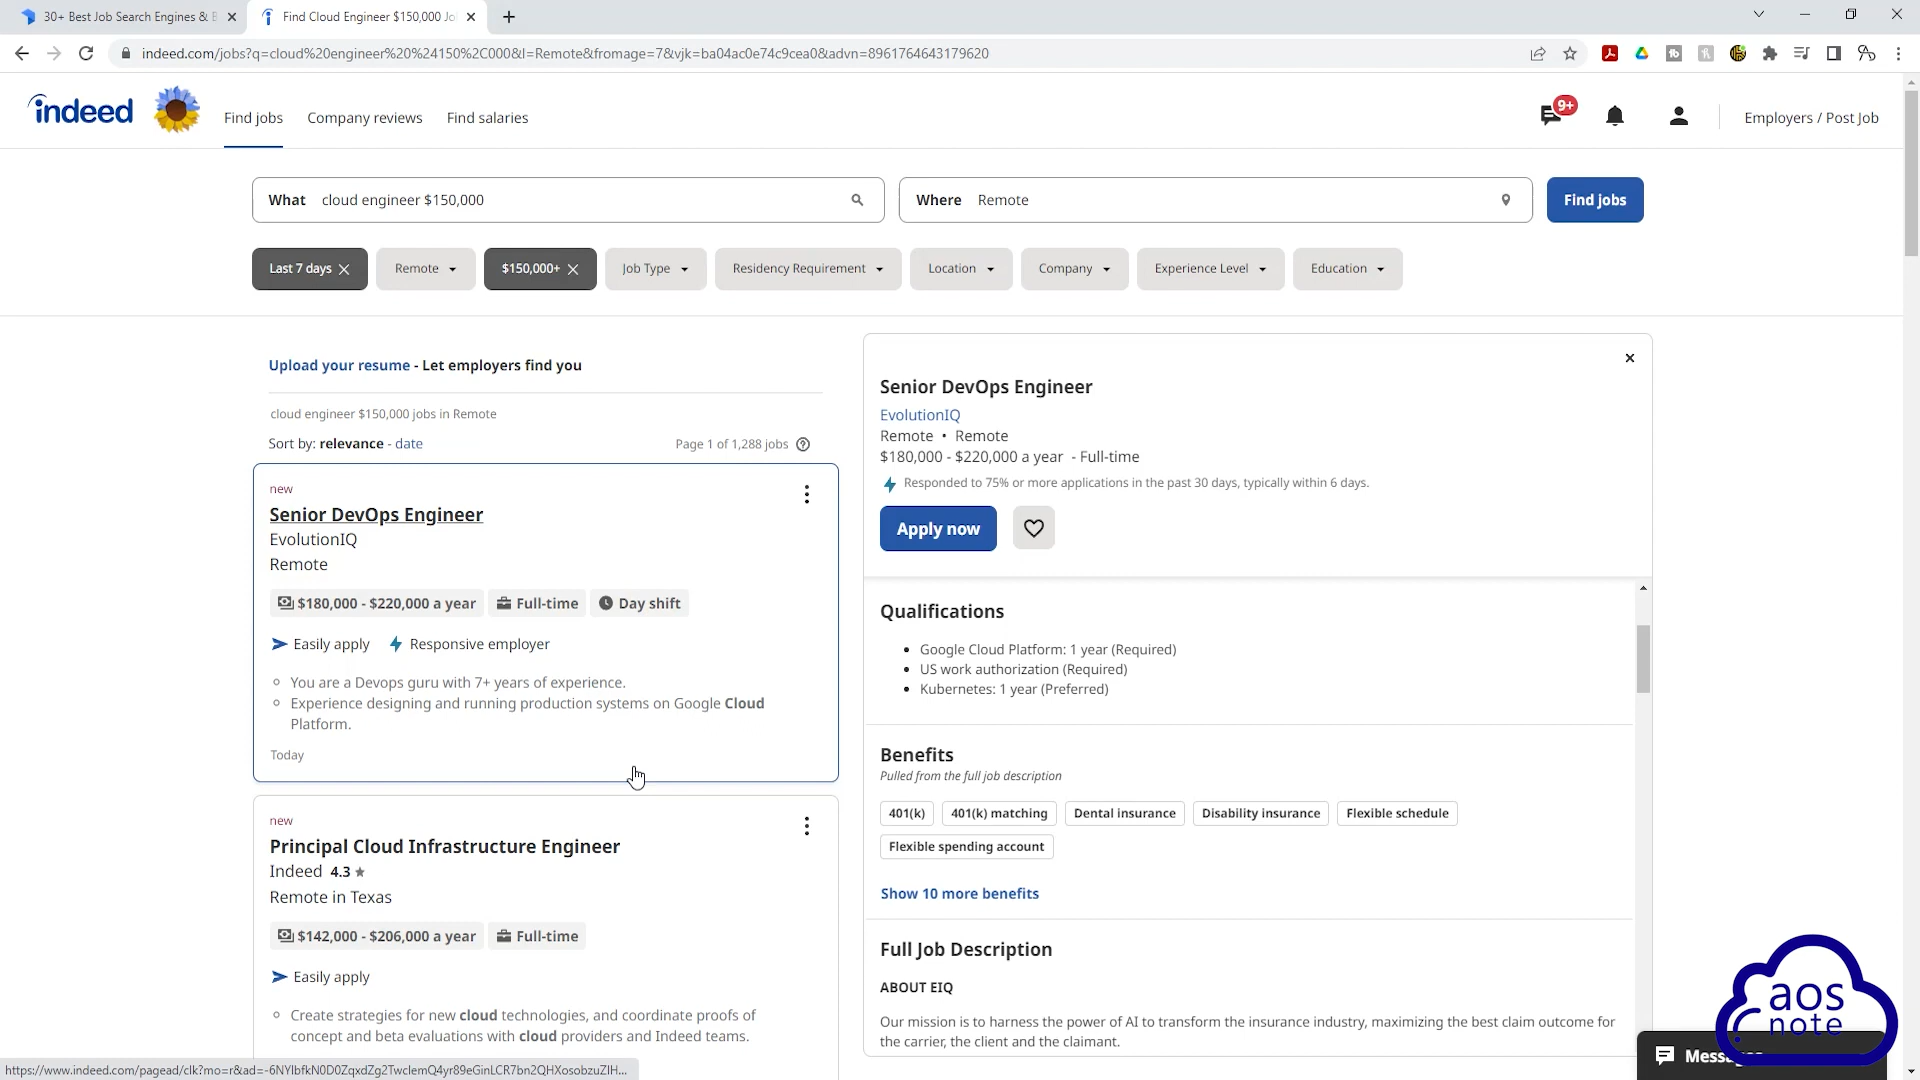 30+ Best Job Search Engines & B
Find Cloud Engineer $150,000 Jo
indeed.com/jobs?q=cloud%20engineer%20%24150%2C000&l=Remote&fromage=7&vjk=ba04ac0e74c9cea0&advn=8961764643179620
indeed
Find jobs
Company reviews
Find salaries
9+
Employers / Post Job
What cloud engineer $150,000
Where Remote
Find jobs
Last 7 days
Remote
$150,000+
Job Type
Residency Requirement
Location
Company
Experience Level
Education
Upload your resume - Let employers find you
cloud engineer $150,000 jobs in Remote
Sort by: relevance - date
Page 1 of 1,288 jobs
new
Senior DevOps Engineer
EvolutionIQ
Remote
$180,000 - $220,000 a year
Full-time
Day shift
Easily apply
Responsive employer
You are a Devops guru with 7+ years of experience.
Experience designing and running production systems on Google Cloud
Platform.
Today
new
Principal Cloud Infrastructure Engineer
Indeed 4.3
Remote in Texas
$142,000 - $206,000 a year
Full-time
Easily apply
Create strategies for new cloud technologies, and coordinate proofs of
concept and beta evaluations with cloud providers and Indeed teams.
Senior DevOps Engineer
EvolutionIQ
Remote • Remote
$180,000 - $220,000 a year - Full-time
Responded to 75% or more applications in the past 30 days, typically within 6 days.
Apply now
Qualifications
Google Cloud Platform: 1 year (Required)
US work authorization (Required)
Kubernetes: 1 year (Preferred)
Benefits
Pulled from the full job description
401(k)
401(k) matching
Dental insurance
Disability insurance
Flexible schedule
Flexible spending account
Show 10 more benefits
Full Job Description
ABOUT EIQ
Our mission is to harness the power of AI to transform the insurance industry, maximizing the best claim outcome for
the carrier, the client and the claimant.
aos
note